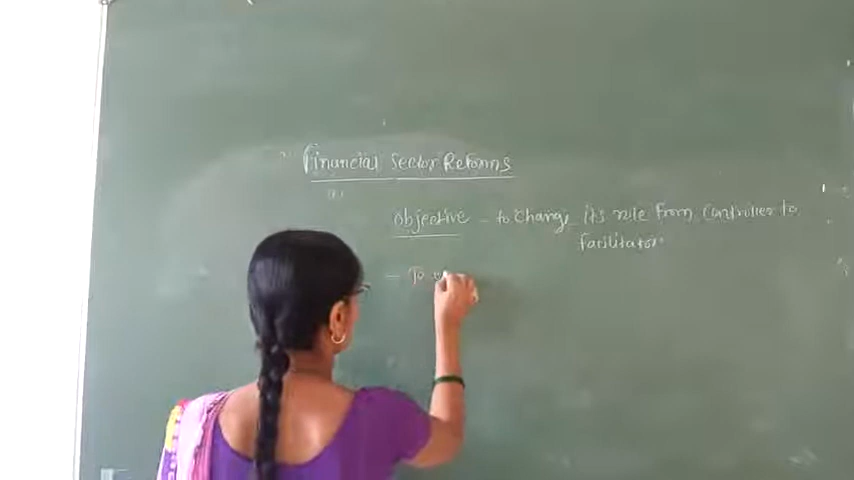 Financial Sector Reforms
Objective - to change its role from Controller to
facilitator
- To